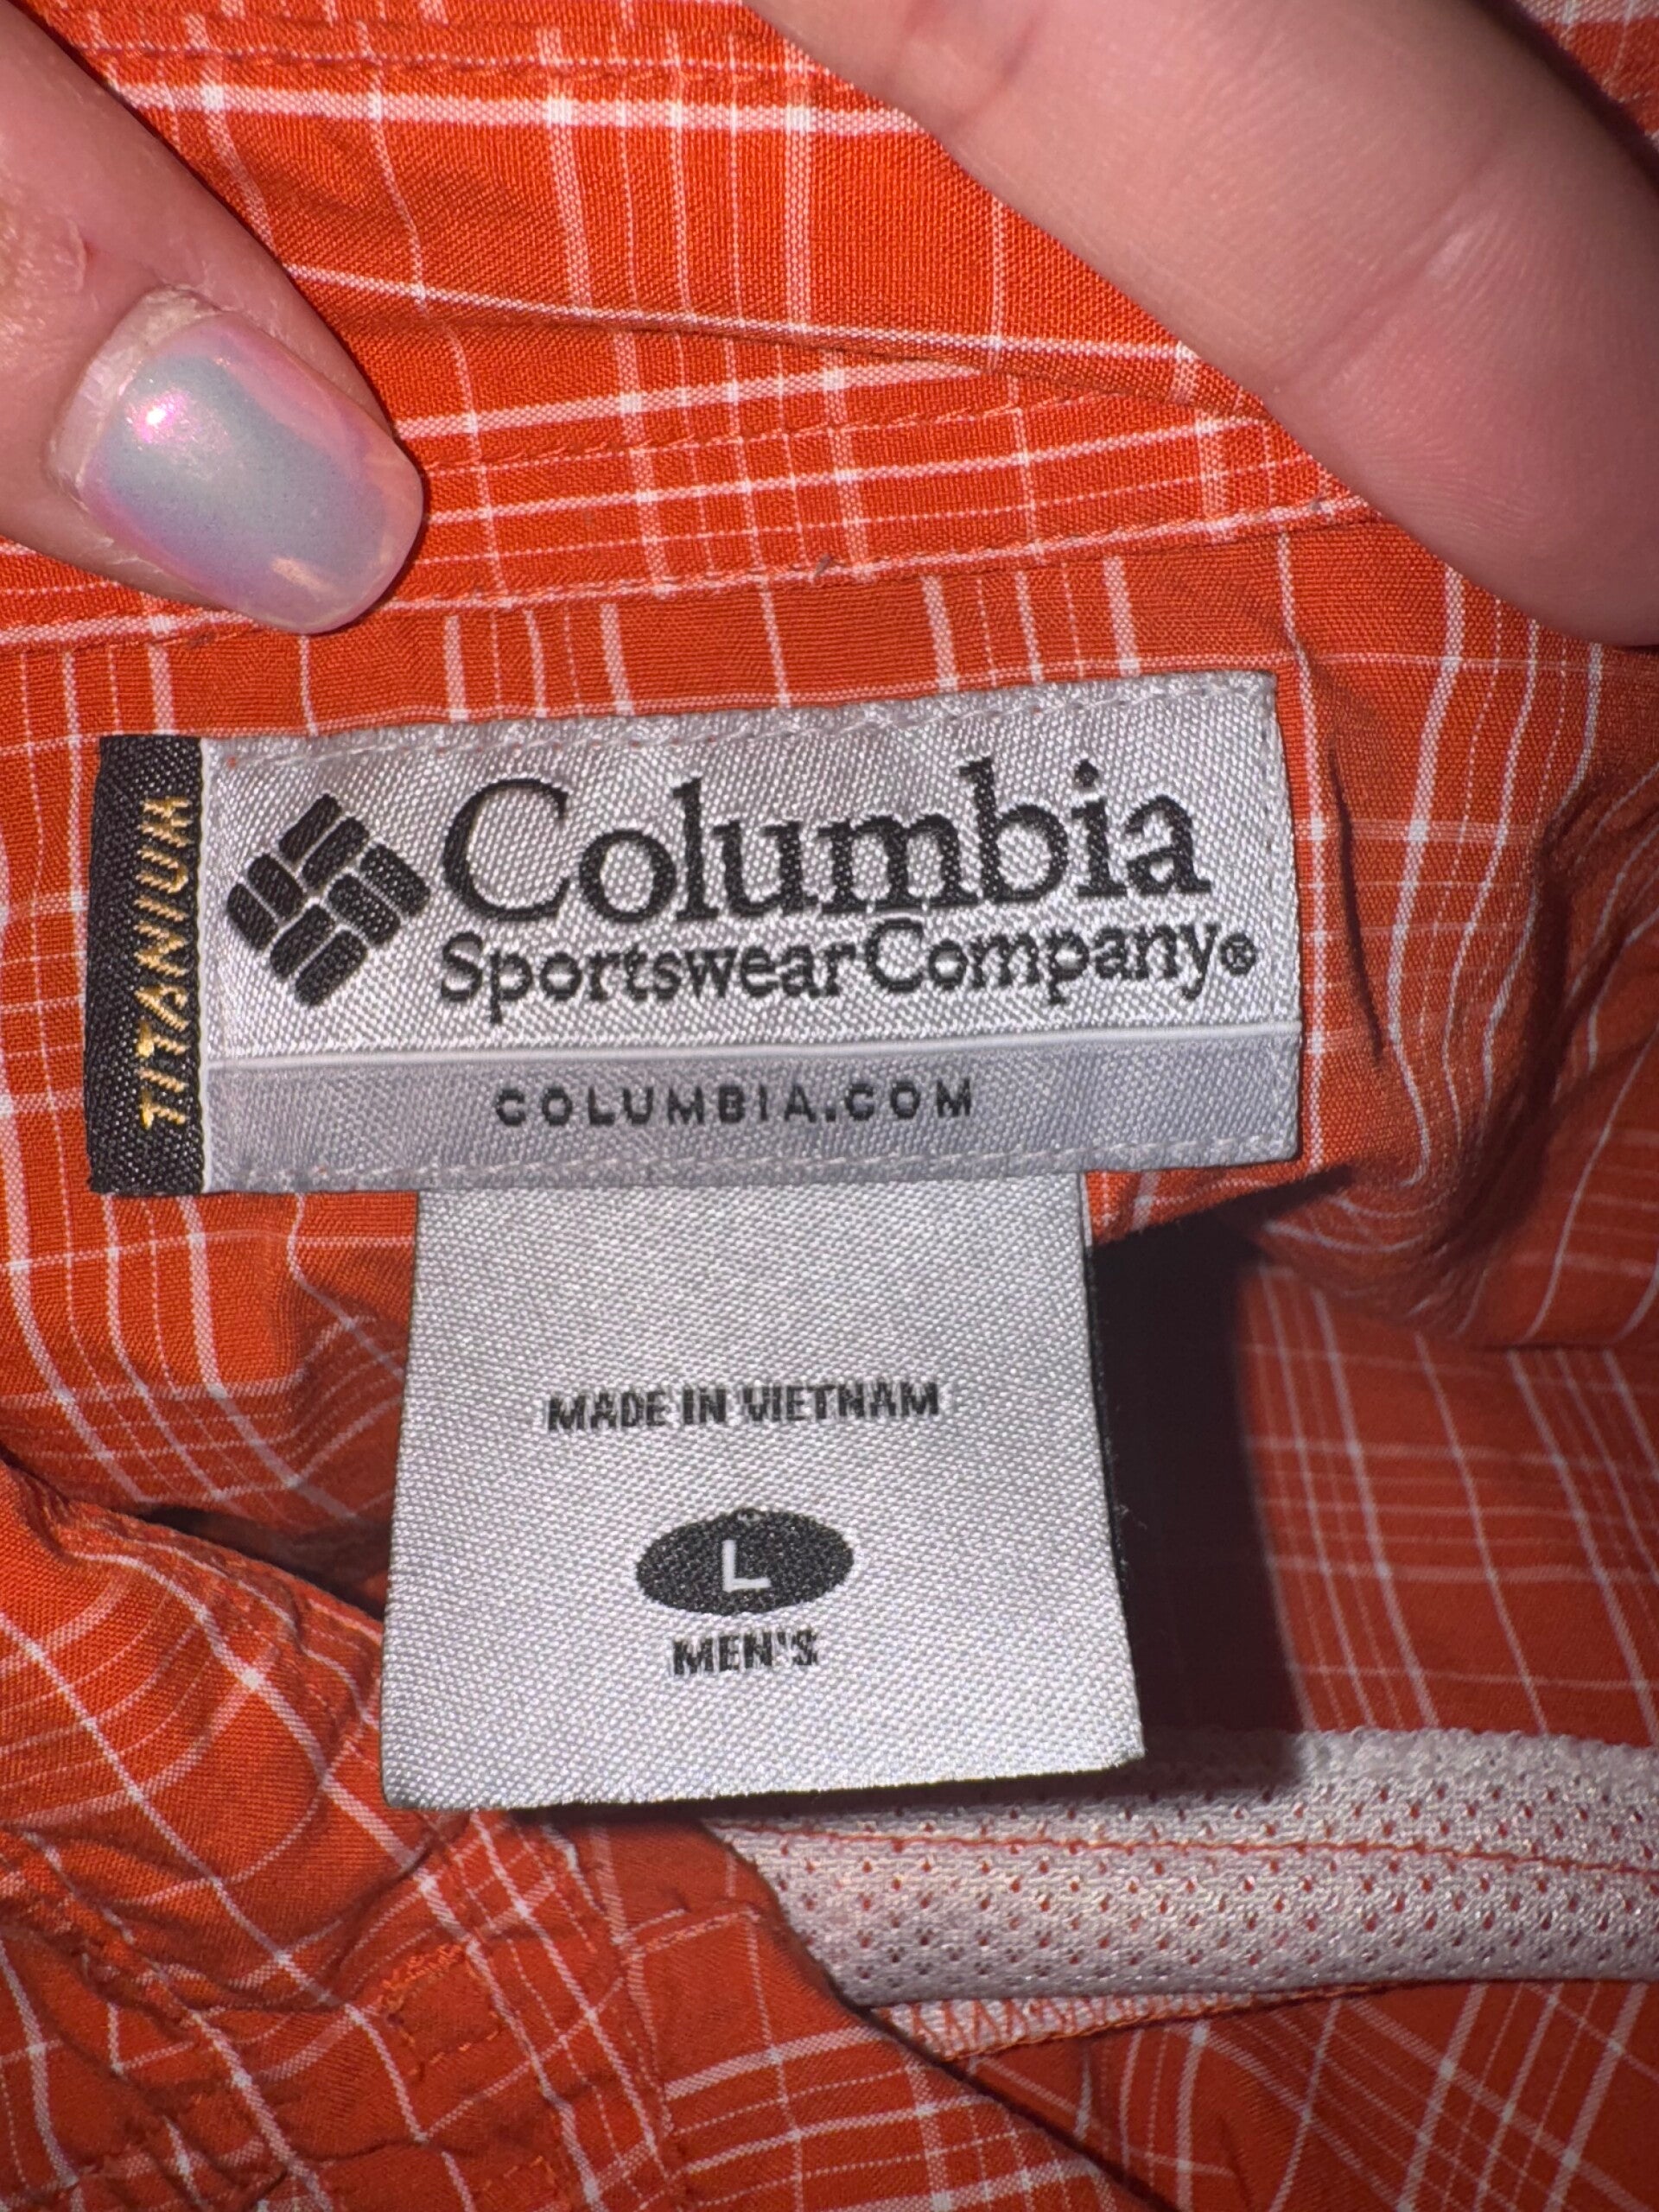 TITANIUM
Columbia
Sportswear Company®
COLUMBIA.COM
MADE IN VIETNAM
L
MEN'S